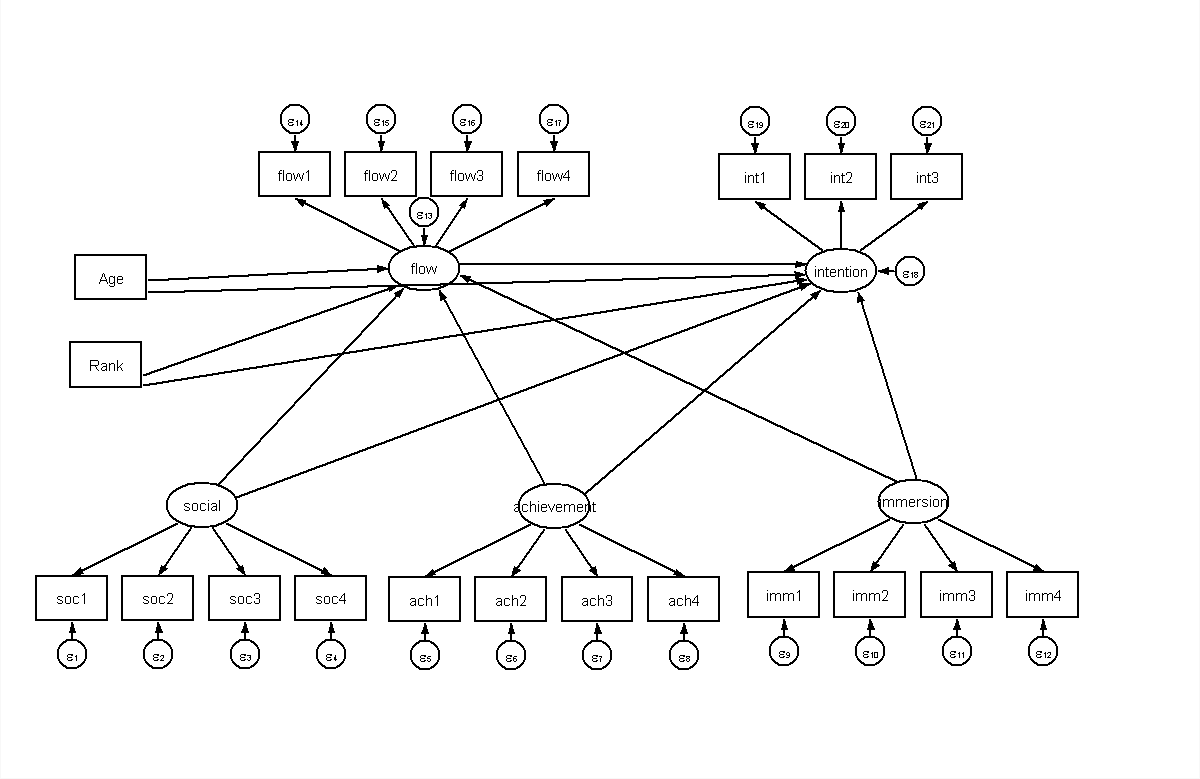 ε14 ε15 ε16 ε17 ε19 ε20 ε21
flow1 flow2 flow3 flow4 int1 int2 int3
ε13
Age flow intention ε18
Rank
social achievement immersion
soc1 soc2 soc3 soc4 ach1 ach2 ach3 ach4 imm1 imm2 imm3 imm4
ε1 ε2 ε3 ε4 ε5 ε6 ε7 ε8 ε9 ε10 ε11 ε12